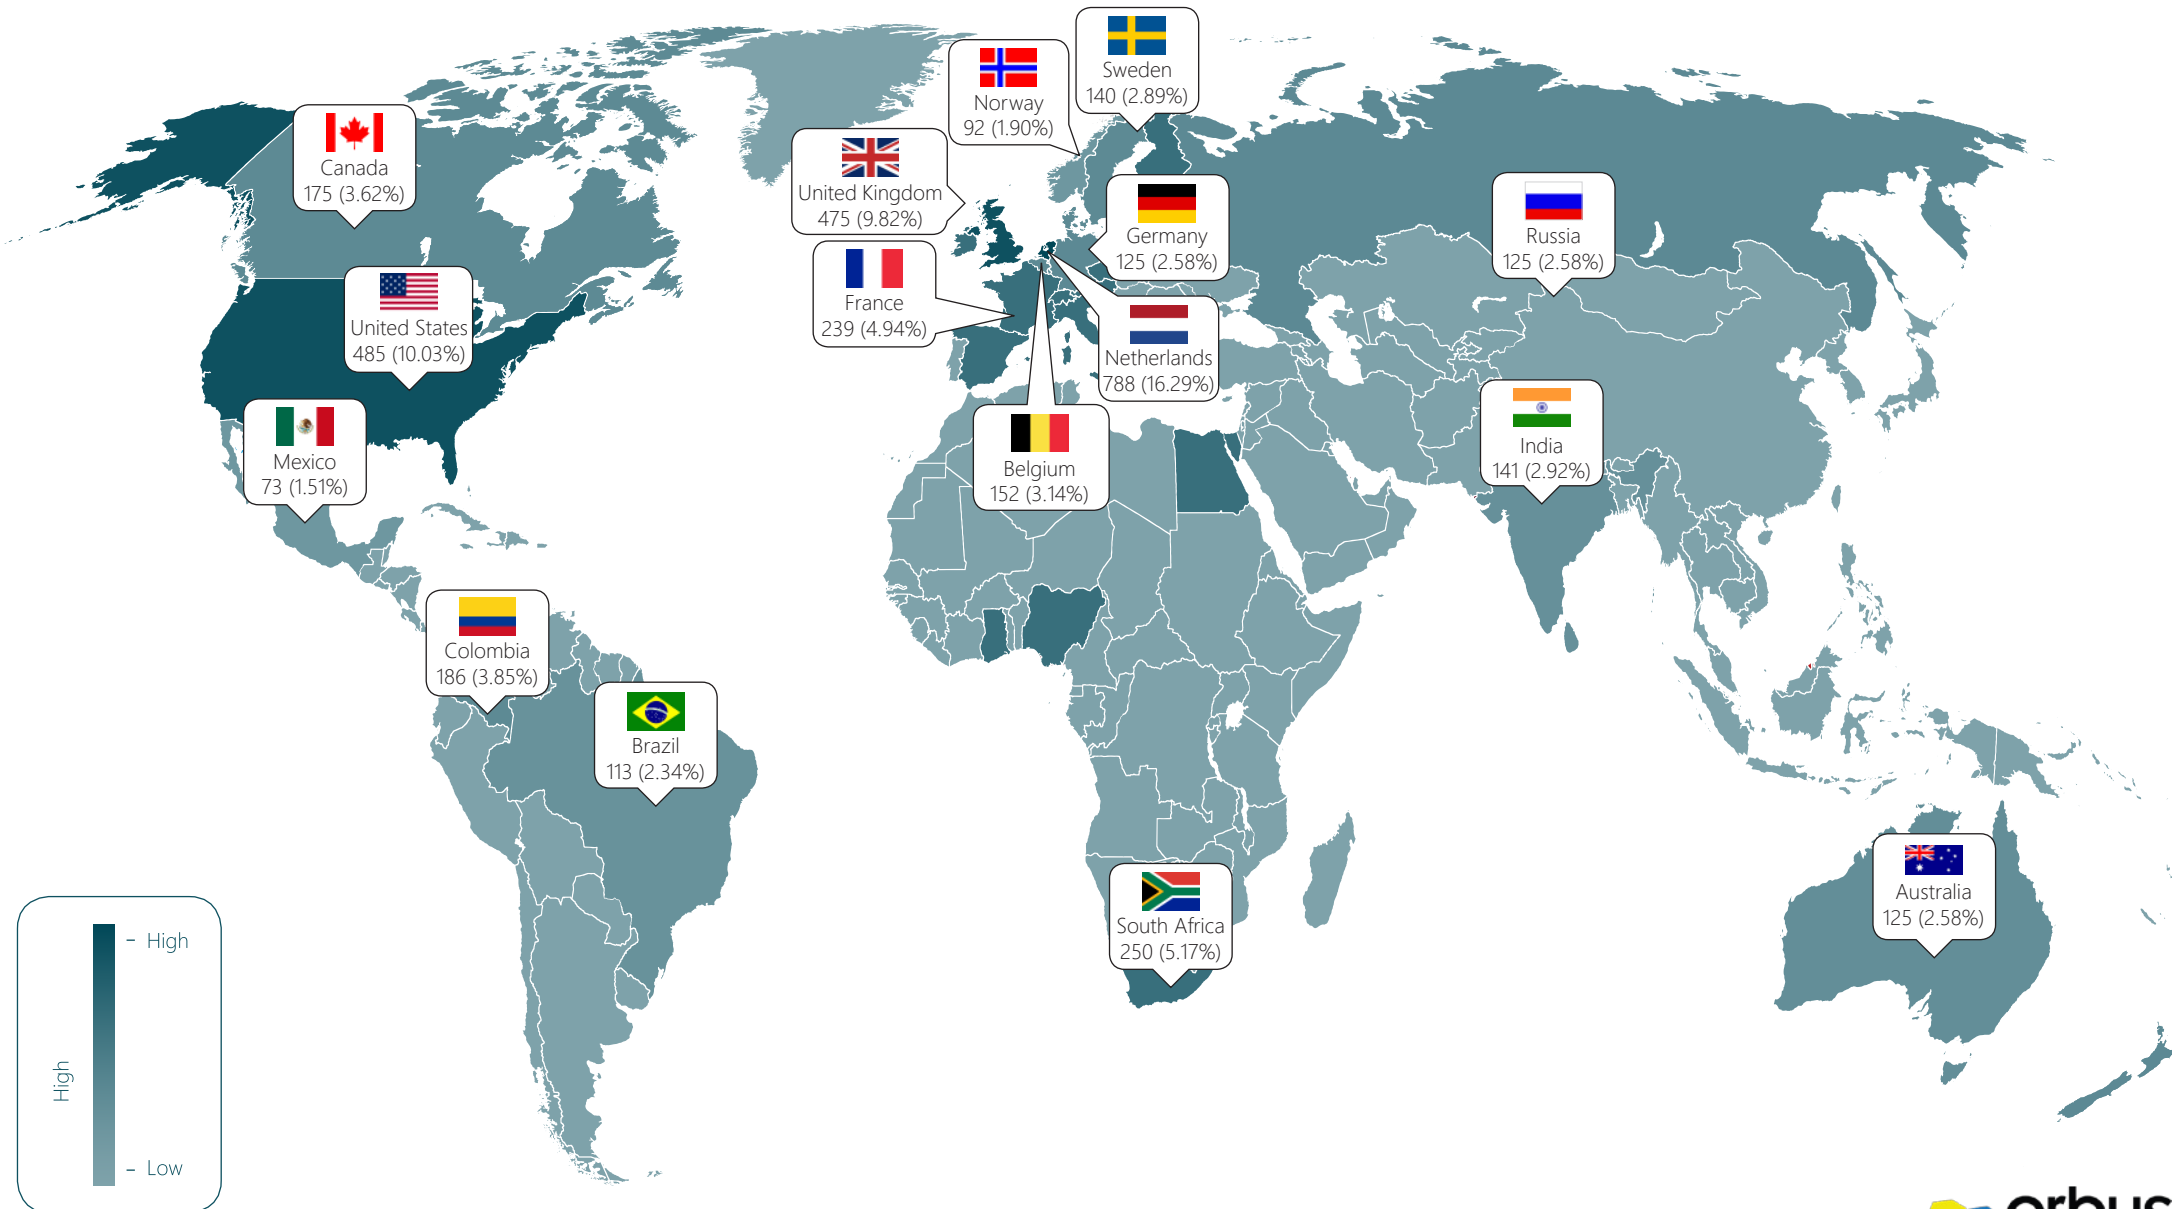 Sweden
140 (2.89%)
Norway
92 (1.90%)
Canada
175 (3.62%)
United Kingdom
475 (9.82%)
Germany
125 (2.58%)
Russia
125 (2.58%)
France
239 (4.94%)
United States
485 (10.03%)
Netherlands
788 (16.29%)
Mexico
73 (1.51%)
Belgium
152 (3.14%)
India
141 (2.92%)
Colombia
186 (3.85%)
Brazil
113 (2.34%)
South Africa
250 (5.17%)
Australia
125 (2.58%)
High
High
Low
orbus